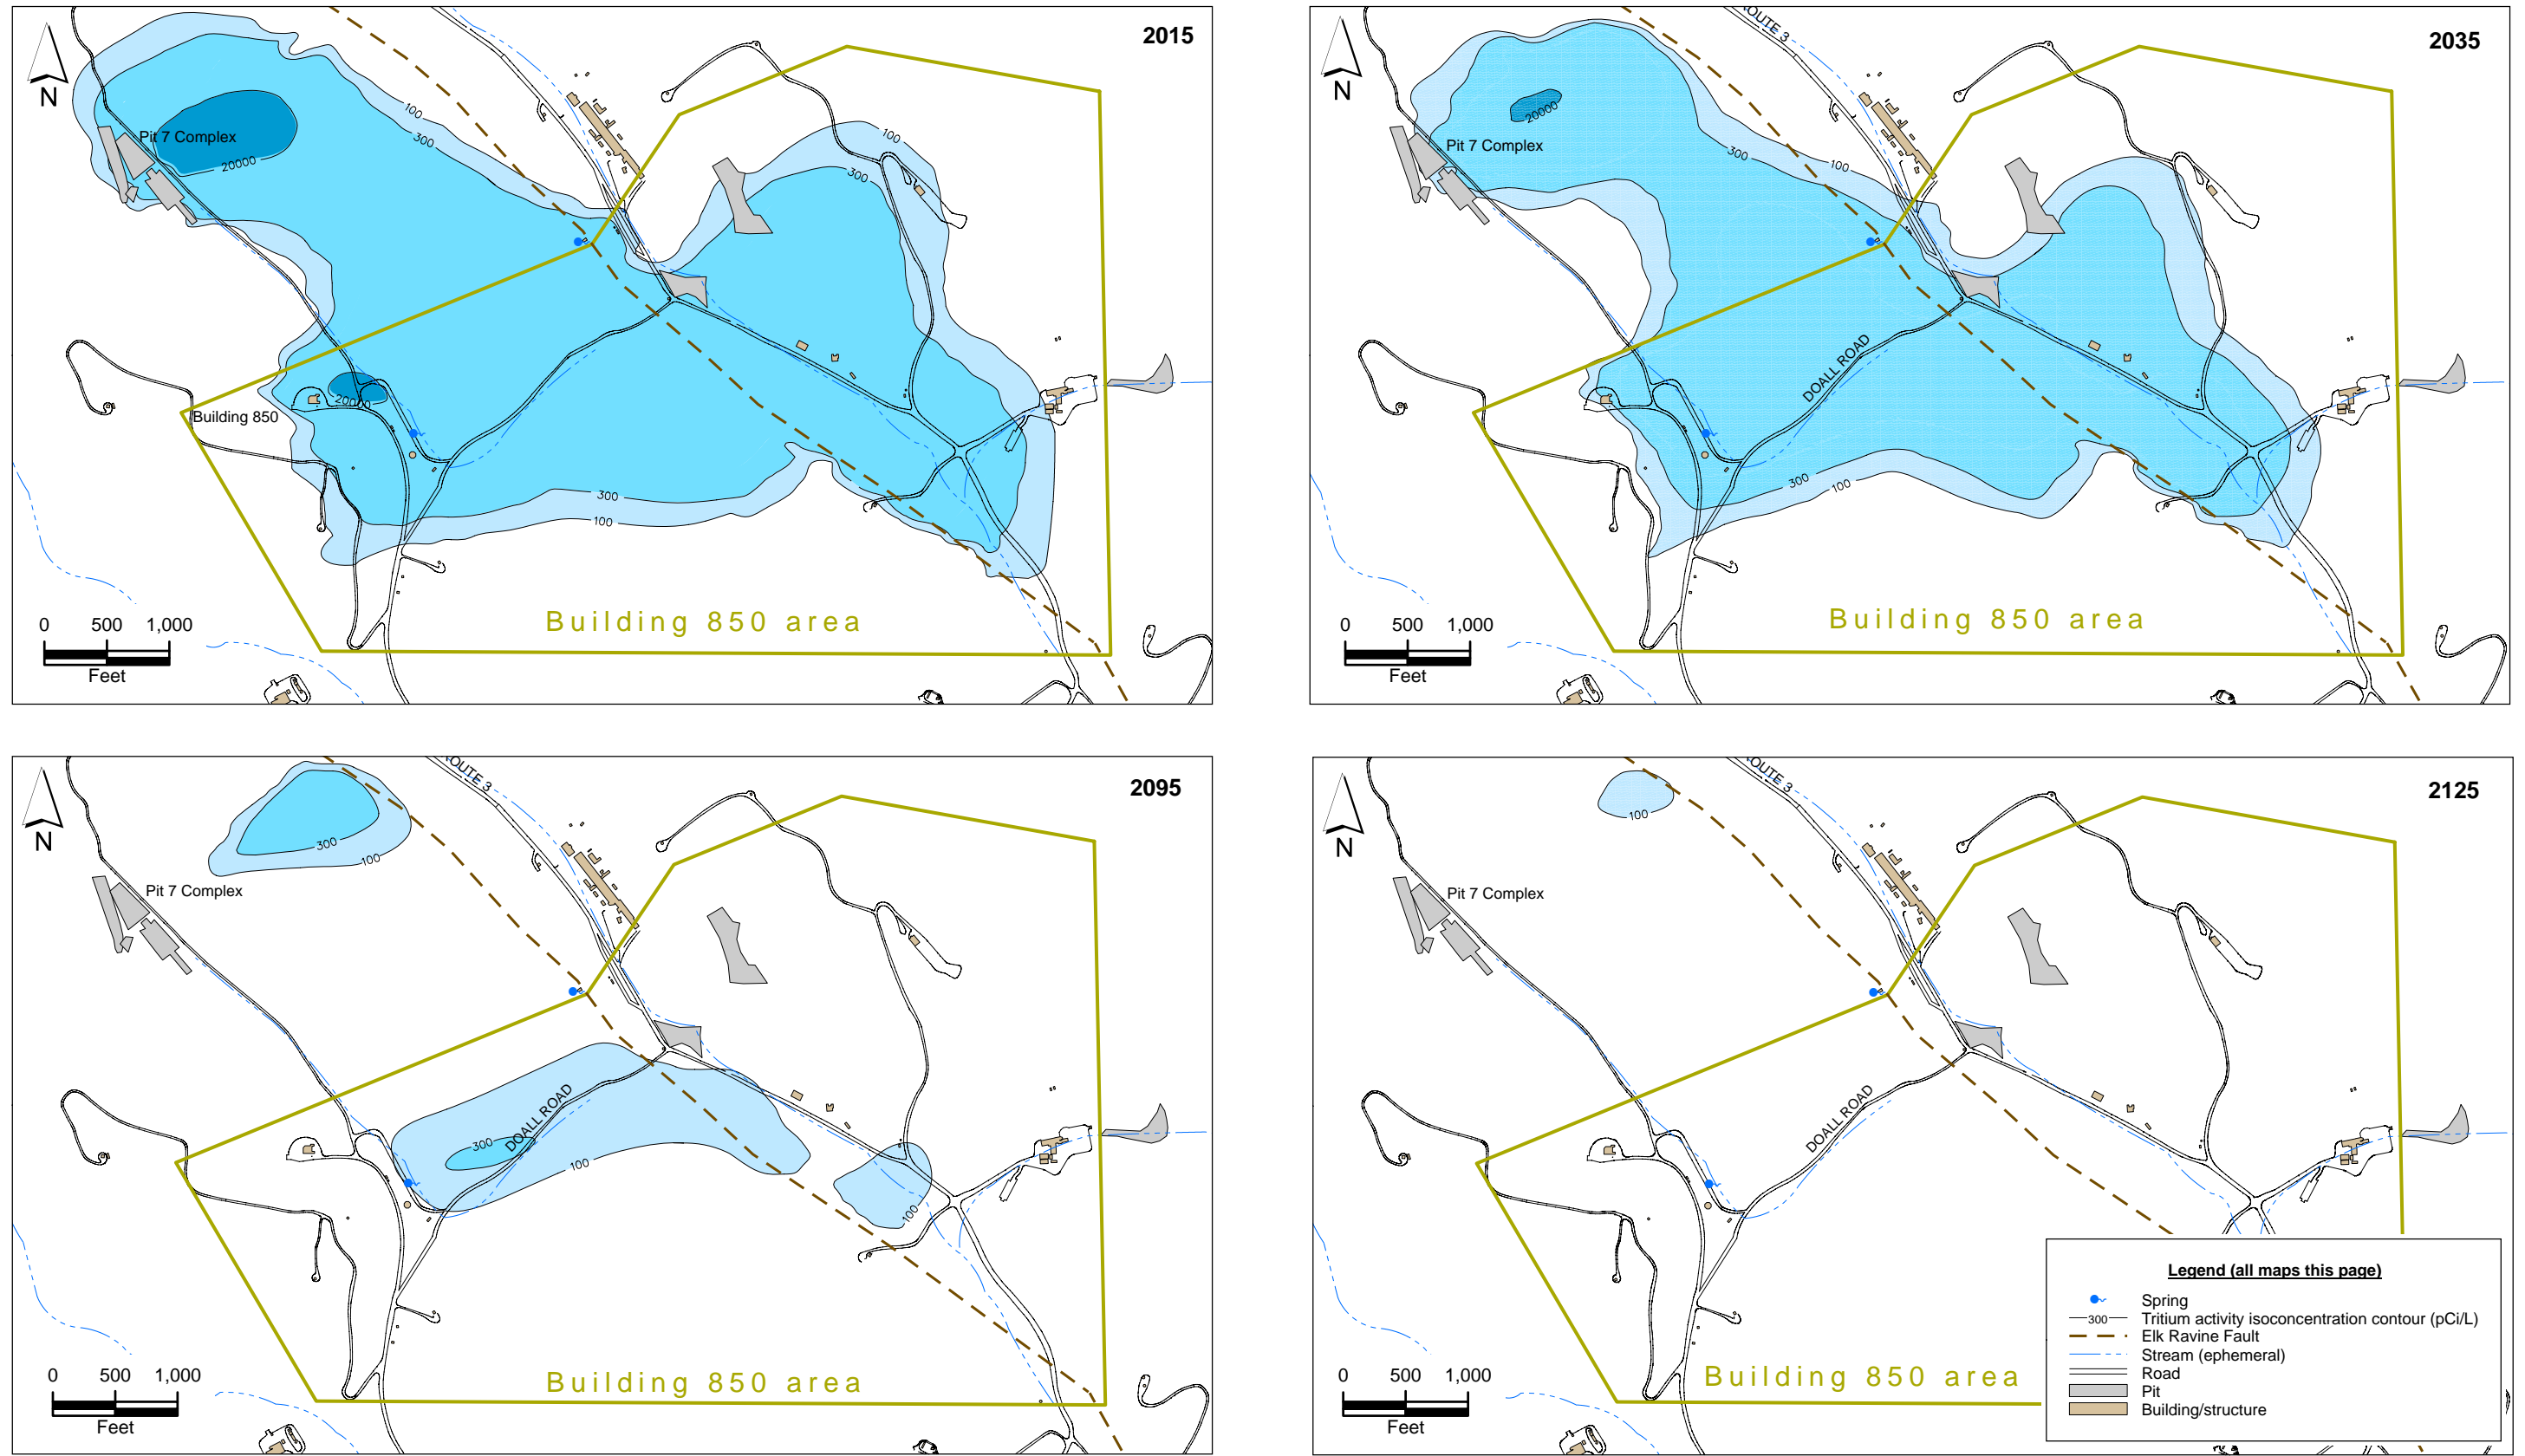 2015
N
100
300
Pit 7 Complex
20000
100
300
20000
Building 850
300
100
0 500 1,000
Feet
Building 850 area
ROUTE 3
2035
N
20000
Pit 7 Complex
300
100
DOALL ROAD
300
100
0 500 1,000
Feet
Building 850 area
ROUTE 3
2095
N
300
100
Pit 7 Complex
DOALL ROAD
300
100
100
0 500 1,000
Feet
Building 850 area
ROUTE 3
2125
N
100
Pit 7 Complex
DOALL ROAD
0 500 1,000
Feet
Building 850 area
Legend (all maps this page)
Spring
300 Tritium activity isoconcentration contour (pCi/L)
Elk Ravine Fault
Stream (ephemeral)
Road
Pit
Building/structure